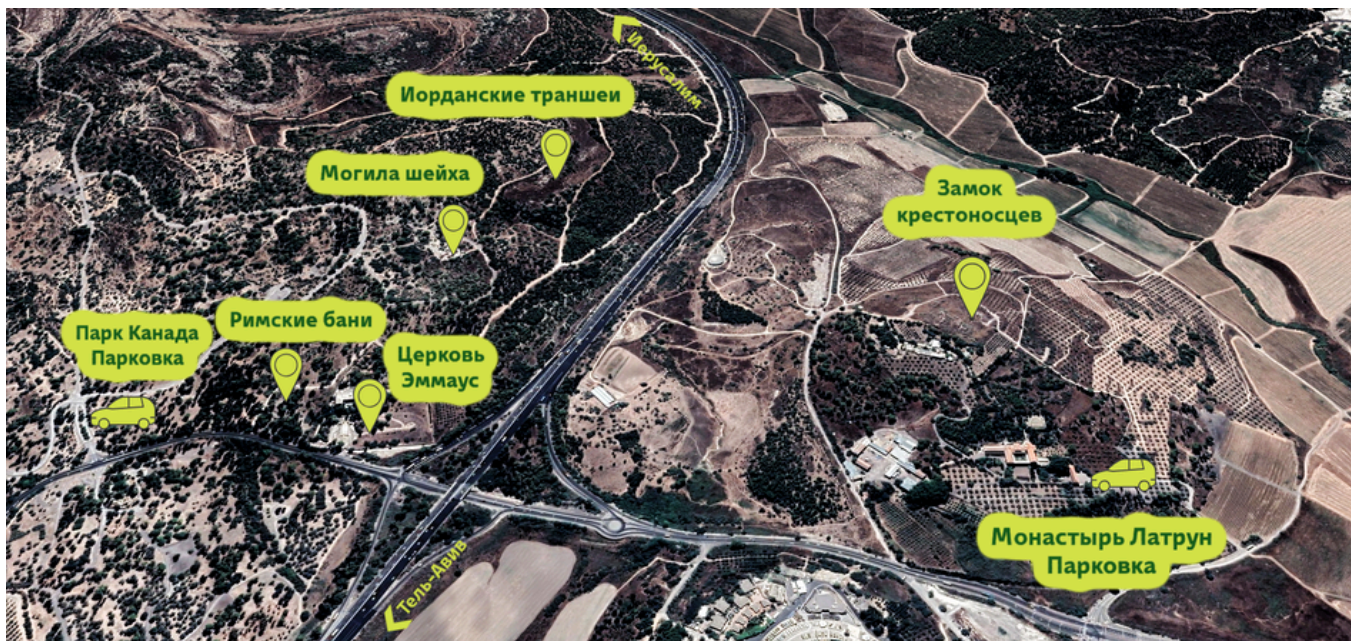 Иерусалим
Иорданские траншеи
Могила шейха
Замок
крестоносцев
Римские бани
Парк Канада
Парковка
Церковь
Эммаус
Монастырь Латрун
Парковка
Тель-Авив